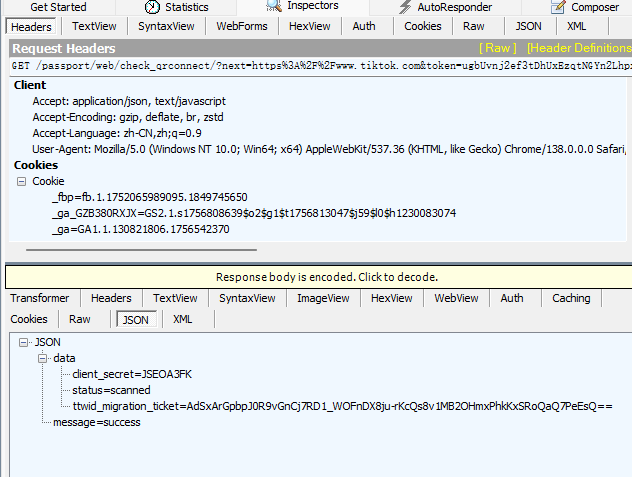 Get Started Statistics Inspectors AutoResponder Composer
Headers TextView SyntaxView WebForms HexView Auth Cookies Raw JSON XML
Request Headers [ Raw ] [Header Definitions
GET /passport/web/check_qrconnect/?next=https%3A%2F%2Fwww.tiktok.com&token=ugbUvnj2ef3tDhUxEzqtNGYn2Lhpz
Client
Accept: application/json, text/javascript
Accept-Encoding: gzip, deflate, br, zstd
Accept-Language: zh-CN,zh;q=0.9
User-Agent: Mozilla/5.0 (Windows NT 10.0; Win64; x64) AppleWebKit/537.36 (KHTML, like Gecko) Chrome/138.0.0.0 Safari,
Cookies
Cookie
_fbp=fb.1.1752065989095.1849745650
_ga_GZB380RXJX=GS2.1.s1756808639$o2$g1$t1756813047$j59$l0$h1230083074
_ga=GA1.1.130821806.1756542370
Response body is encoded. Click to decode.
Transformer Headers TextView SyntaxView ImageView HexView WebView Auth Caching
Cookies Raw JSON XML
JSON
data
client_secret=JSEOA3FK
status=scanned
ttwid_migration_ticket=AdSxArGpbpJ0R9vGnCj7RD1_WOFnDX8ju-rKcQs8v1MB2OHmxPhkKxSRoQaQ7PeEsQ==
message=success